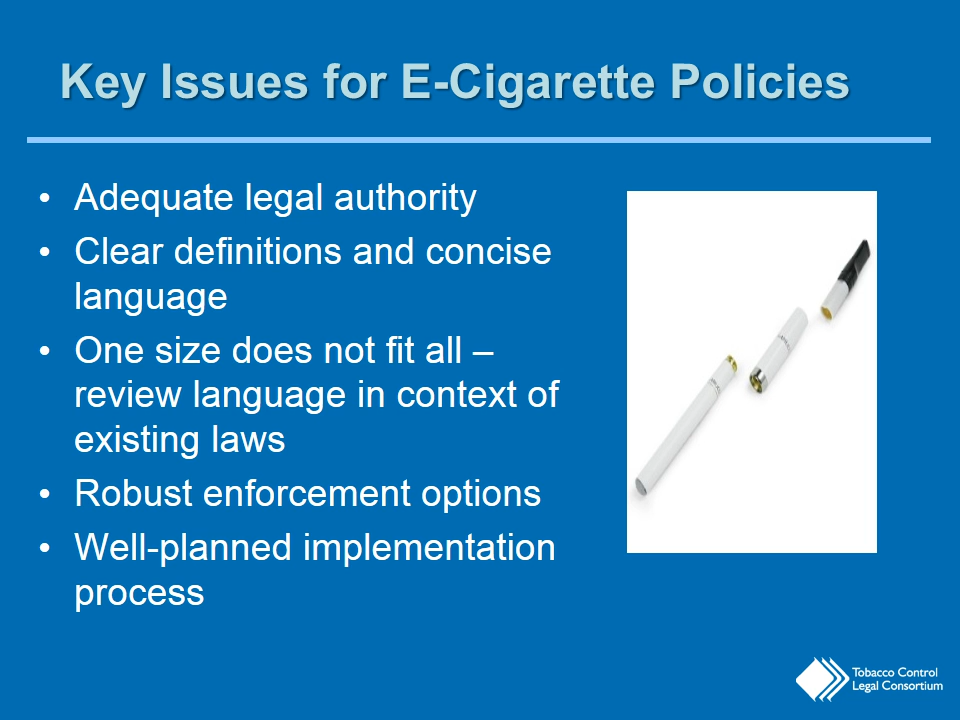 Key Issues for E-Cigarette Policies
• Adequate legal authority
• Clear definitions and concise
language
• One size does not fit all –
review language in context of
existing laws
• Robust enforcement options
• Well-planned implementation
process
Tobacco Control
Legal Consortium